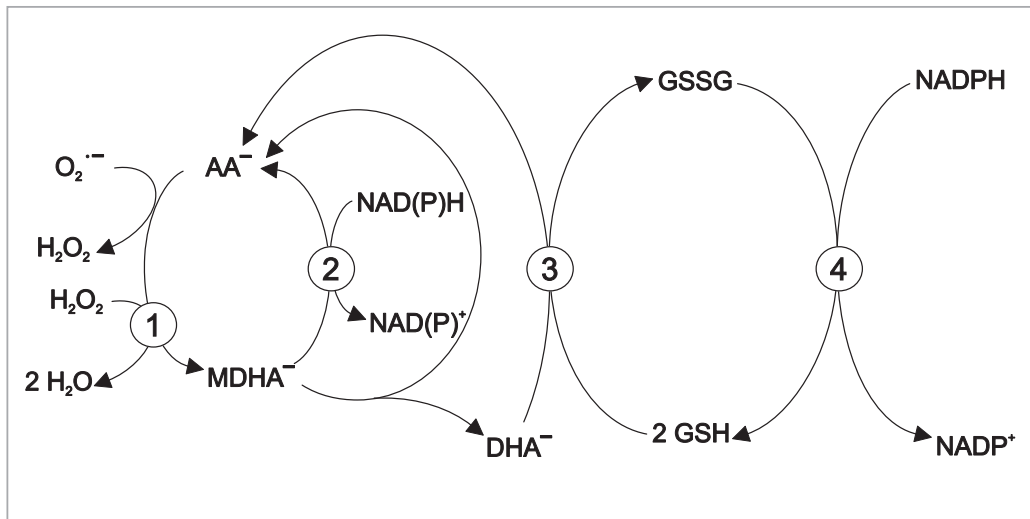 GSSG
NADPH
O₂·⁻
AA⁻
NAD(P)H
H₂O₂
2
3
4
H₂O₂
1
NAD(P)⁺
2 H₂O
MDHA⁻
DHA⁻
2 GSH
NADP⁺